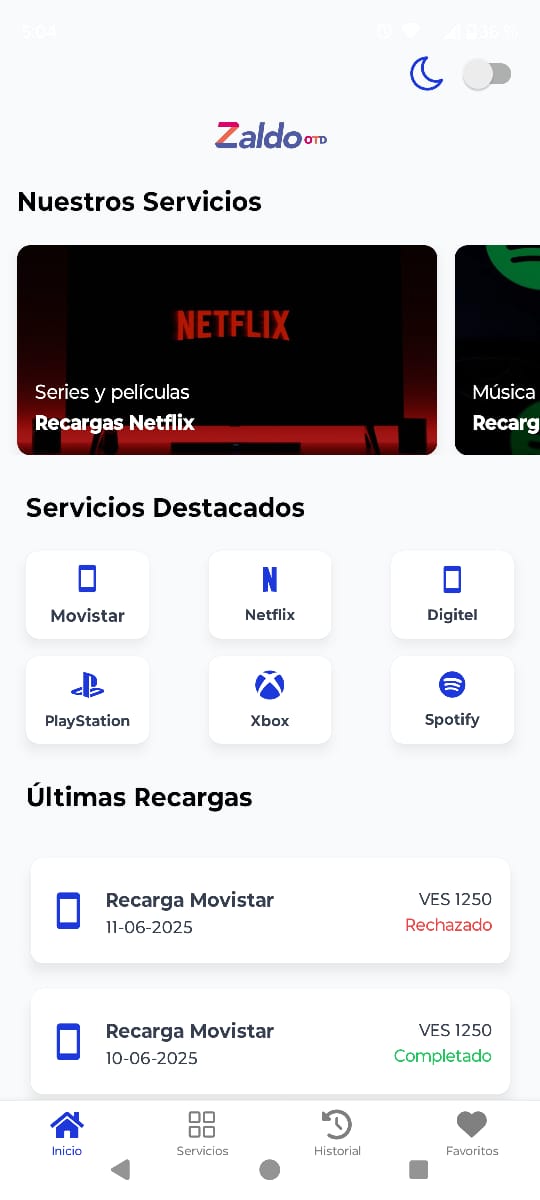 5:04
36 %
Zaldo OTD
Nuestros Servicios
NETFLIX
Series y películas
Recargas Netflix
Música
Recarg
Servicios Destacados
Movistar
Netflix
Digitel
PlayStation
Xbox
Spotify
Últimas Recargas
Recarga Movistar
VES 1250
11-06-2025
Rechazado
Recarga Movistar
VES 1250
10-06-2025
Completado
Inicio
Servicios
Historial
Favoritos